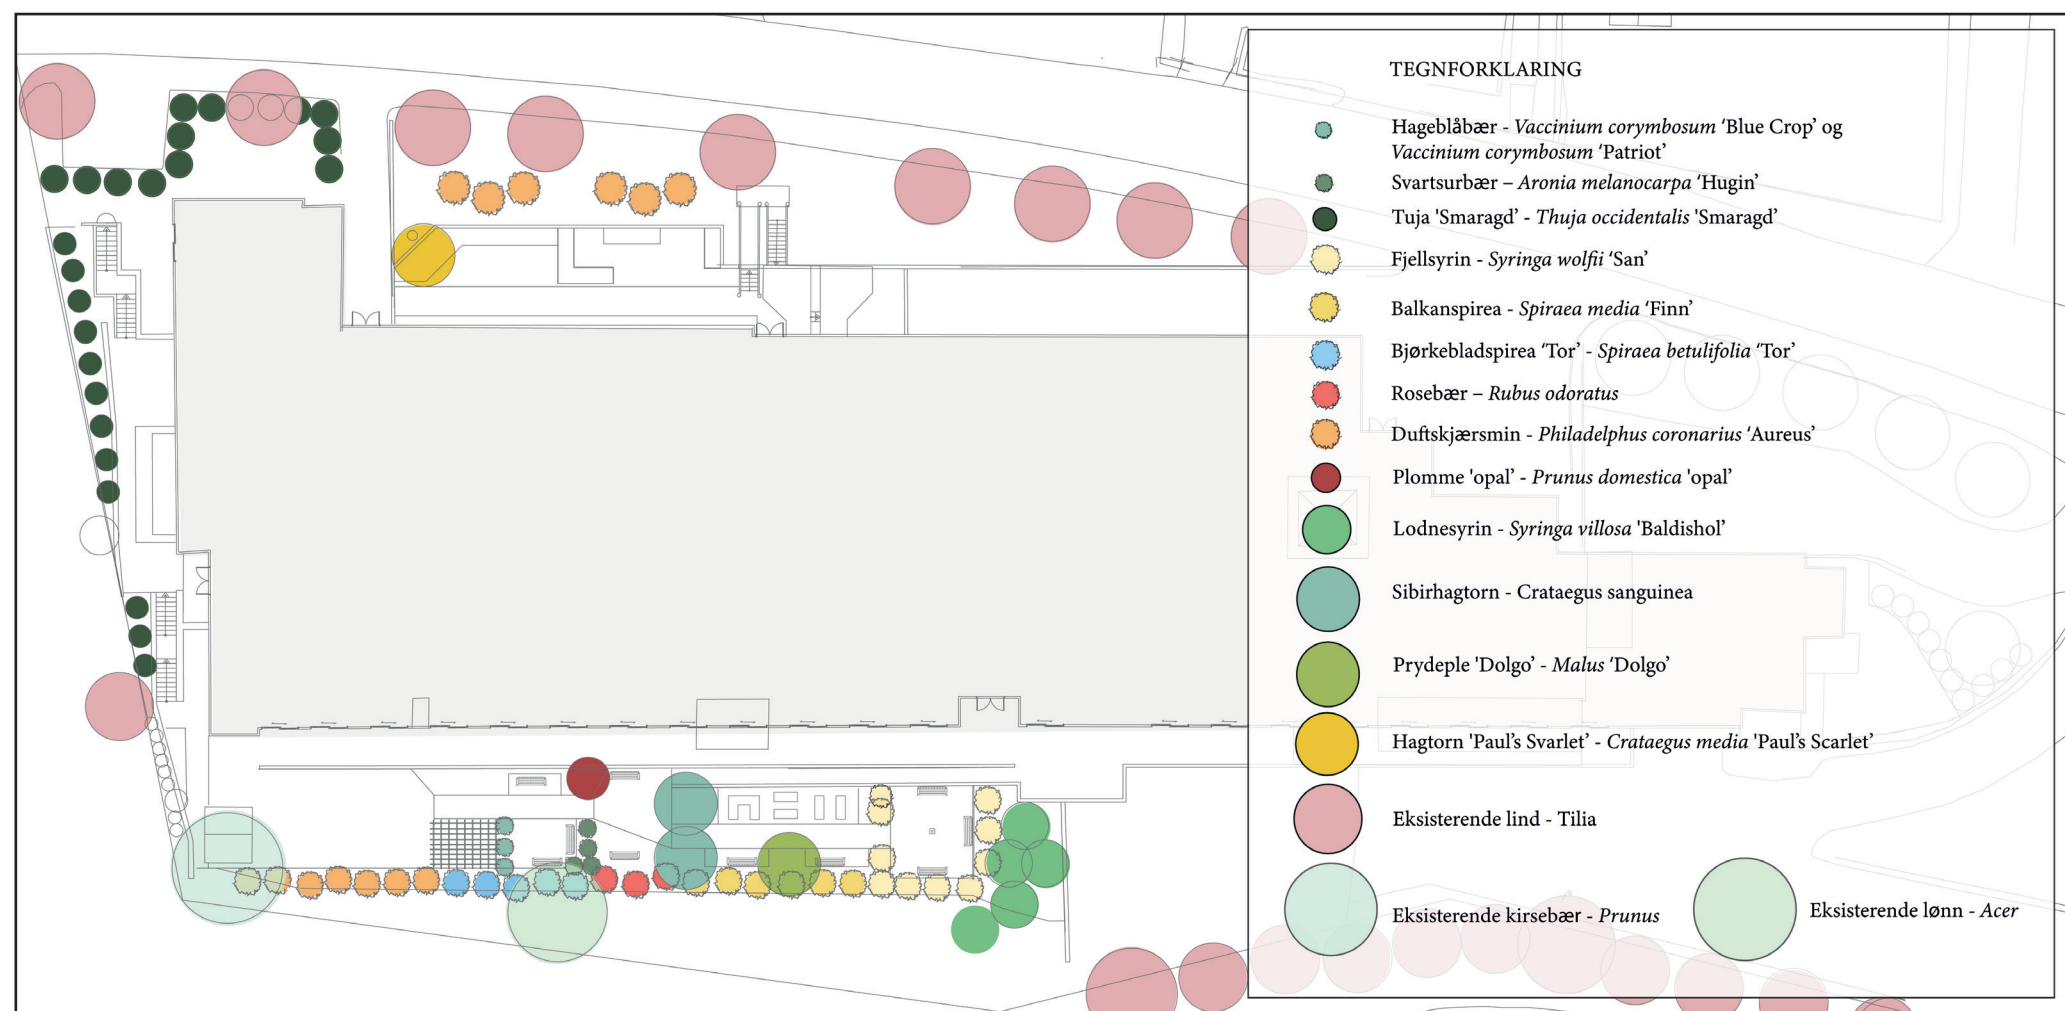 TEGNFORKLARING
Hageblåbær - Vaccinium corymbosum ‘Blue Crop’ og
Vaccinium corymbosum ‘Patriot’
Svartsurbær – Aronia melanocarpa ‘Hugin’
Tuja 'Smaragd’ - Thuja occidentalis 'Smaragd’
Fjellsyrin - Syringa wolfii ‘San’
Balkanspirea - Spiraea media ‘Finn’
Bjørkebladspirea ‘Tor’ - Spiraea betulifolia ‘Tor’
Rosebær – Rubus odoratus
Duftskjærsmin - Philadelphus coronarius ‘Aureus’
Plomme 'opal’ - Prunus domestica 'opal’
Lodnesyrin - Syringa villosa 'Baldishol’
Sibirhagtorn - Crataegus sanguinea
Prydeple 'Dolgo’ - Malus ‘Dolgo’
Hagtorn 'Paul’s Svarlet’ - Crataegus media 'Paul’s Scarlet’
Eksisterende lind - Tilia
Eksisterende kirsebær - Prunus
Eksisterende lønn - Acer